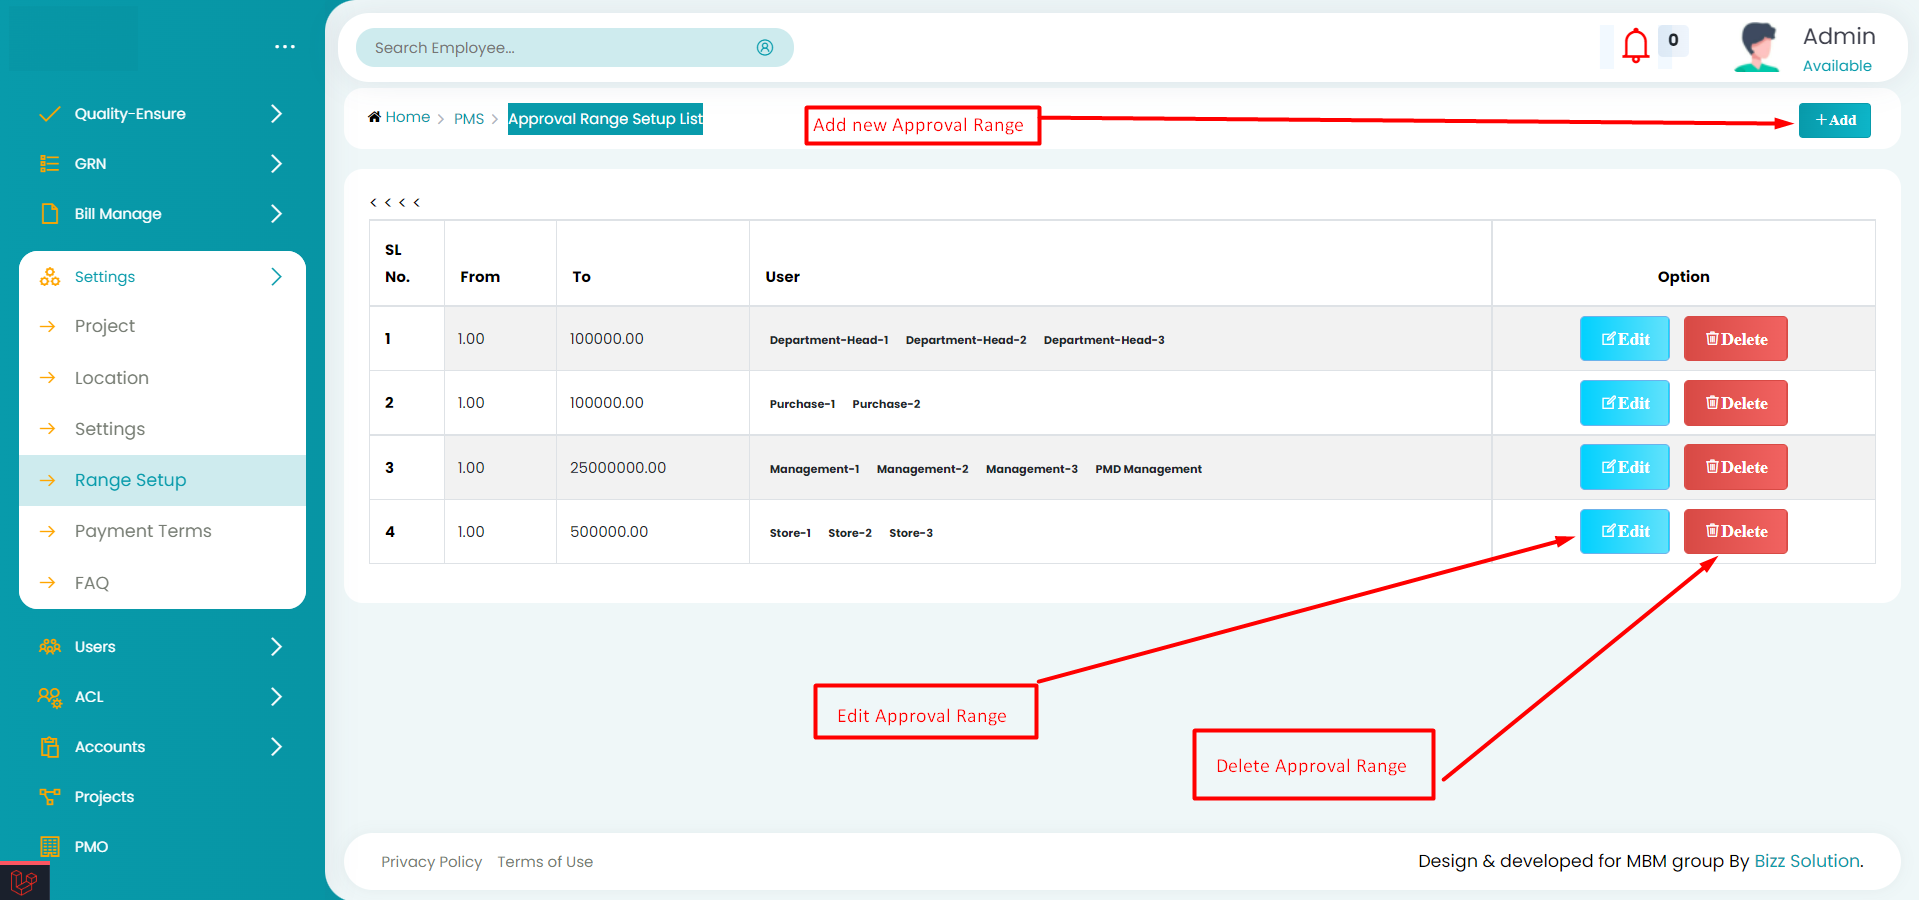 Search Employee...
0
Admin
Available
Quality-Ensure
GRN
Bill Manage
Settings
Project
Location
Settings
Range Setup
Payment Terms
FAQ
Users
ACL
Accounts
Projects
PMO
Home > PMS > Approval Range Setup List
Add new Approval Range
+Add
< < < <
SL No. From To User Option
1 1.00 100000.00 Department-Head-1 Department-Head-2 Department-Head-3 Edit Delete
2 1.00 100000.00 Purchase-1 Purchase-2 Edit Delete
3 1.00 25000000.00 Management-1 Management-2 Management-3 PMD Management Edit Delete
4 1.00 500000.00 Store-1 Store-2 Store-3 Edit Delete
Edit Approval Range
Delete Approval Range
Privacy Policy Terms of Use
Design & developed for MBM group By Bizz Solution.